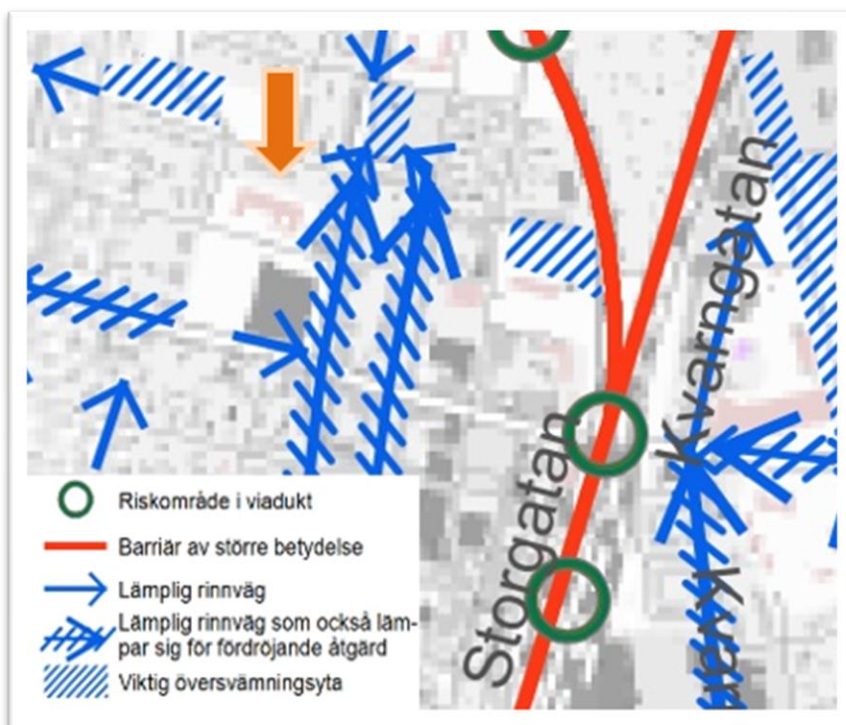 Kvarngatan
Storgatan
Kvarn
Riskområde i viadukt
Barriär av större betydelse
Lämplig rinnväg
Lämplig rinnväg som också läm-
par sig för fördröjande åtgärd
Viktig översvämningsyta